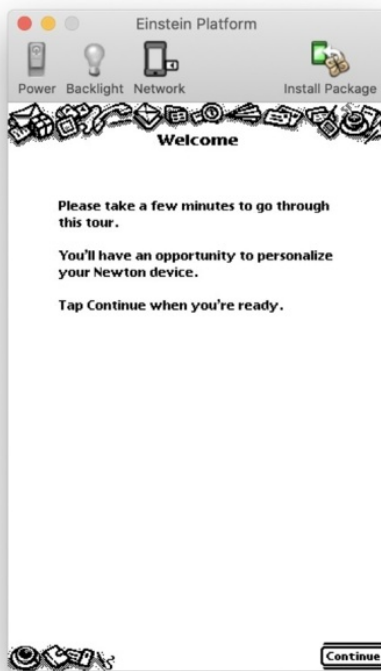 Einstein Platform
Power Backlight Network Install Package
Welcome
Please take a few minutes to go through
this tour.
You'll have an opportunity to personalize
your Newton device.
Tap Continue when you're ready.
Continue